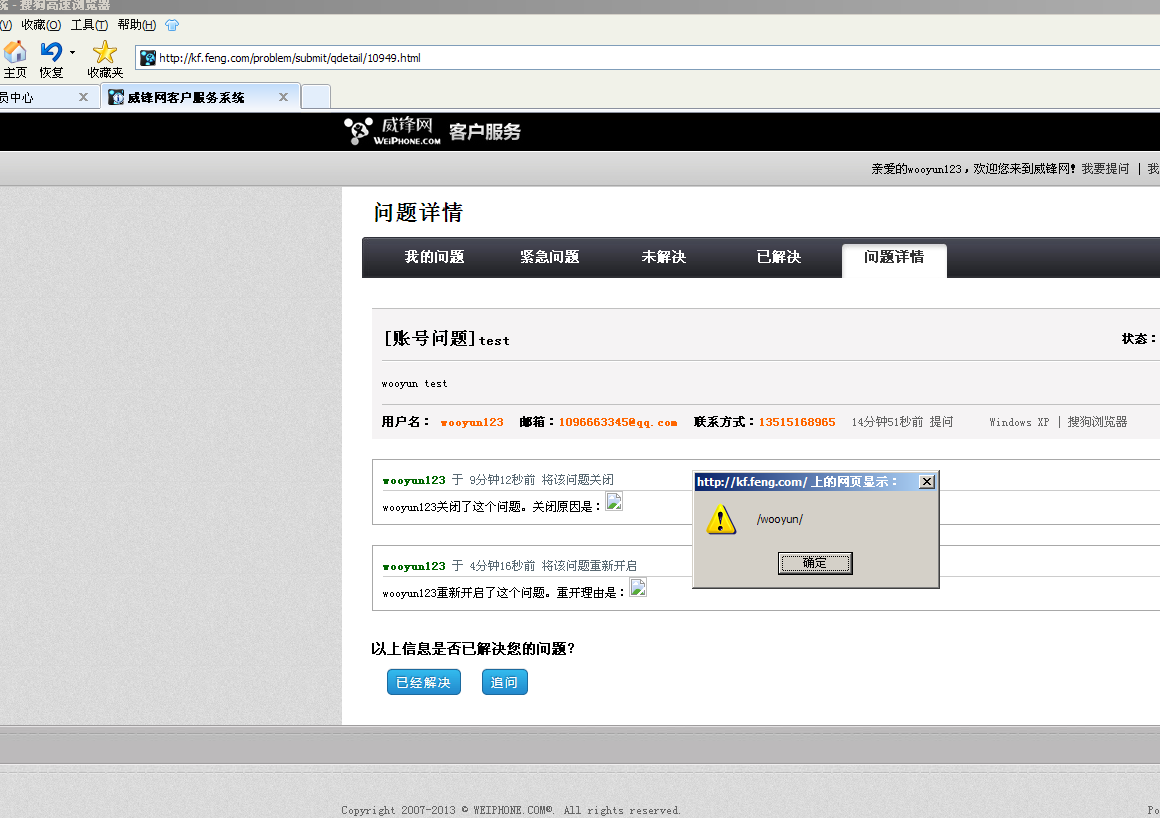 统 - 搜狗高速浏览器
(V) 收藏(O) 工具(T) 帮助(H)
主页 恢复 收藏夹 http://kf.feng.com/problem/submit/qdetail/10949.html
员中心 威锋网客户服务系统
威锋网 WEIPHONE.COM 客户服务
亲爱的wooyun123，欢迎您来到威锋网！我要提问 | 我
问题详情
我的问题 紧急问题 未解决 已解决 问题详情
[账号问题]test 状态：
wooyun test
用户名： wooyun123 邮箱：1096663345@qq.com 联系方式：13515168965 14分钟51秒前 提问 Windows XP | 搜狗浏览器
wooyun123 于 9分钟12秒前 将该问题关闭
wooyun123关闭了这个问题。关闭原因是：
http://kf.feng.com/ 上的网页显示：
/wooyun/
确定
wooyun123 于 4分钟16秒前 将该问题重新开启
wooyun123重新开启了这个问题。重开理由是：
以上信息是否已解决您的问题？
已经解决 追问
Copyright 2007-2013 © WEIPHONE.COM®. All rights reserved. Po